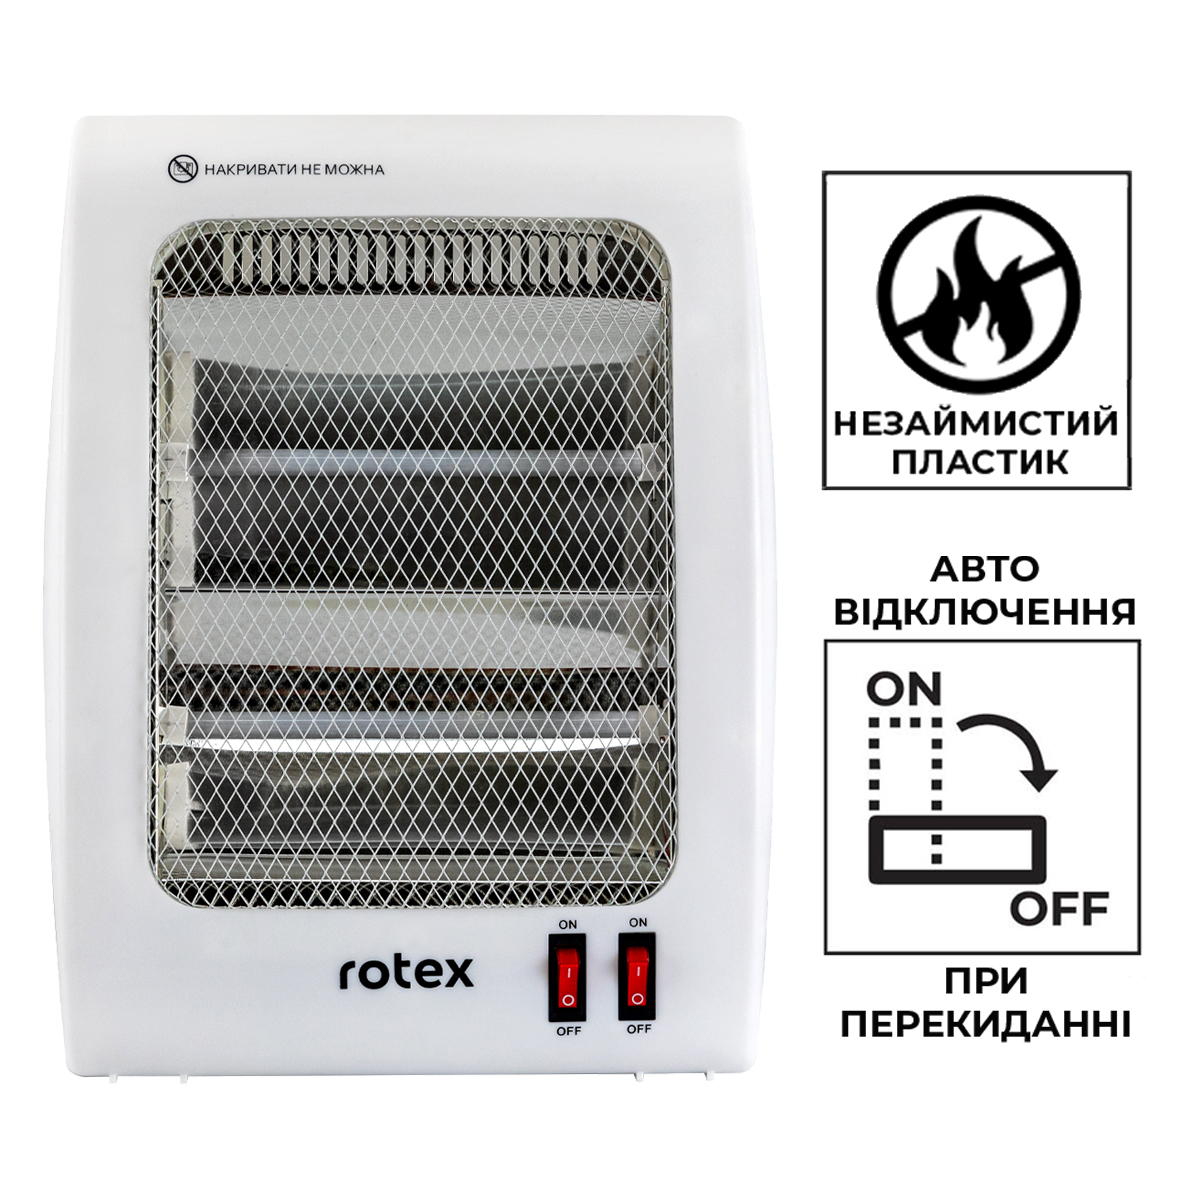 НАКРИВАТИ НЕ МОЖНА
rotex
ON
ON
I
I
O
O
OFF
OFF
НЕЗАЙМИСТИЙ
ПЛАСТИК
АВТО
ВІДКЛЮЧЕННЯ
ON
OFF
ПРИ
ПЕРЕКИДАННІ